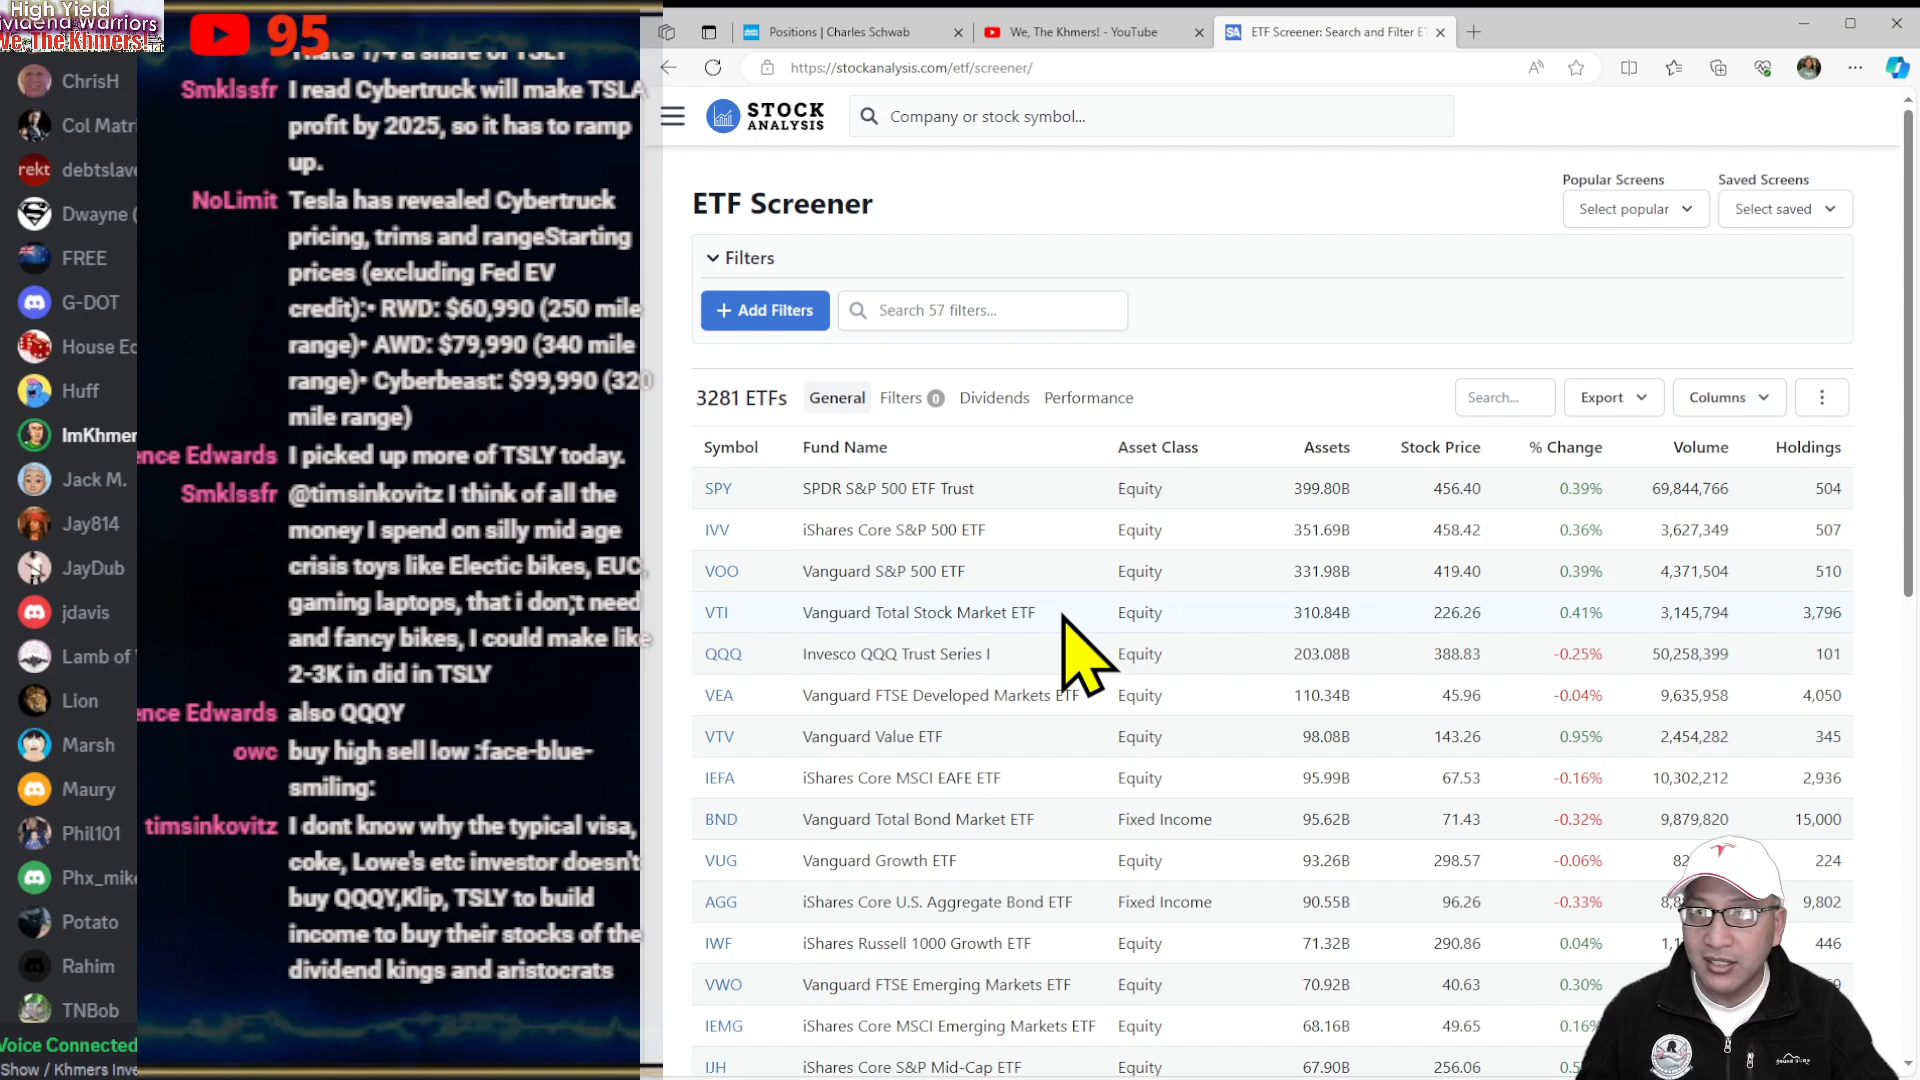 High Yield
Dividend Warriors
We, The Khmers!
95
ChrisH
Col Matri
rekt
debtslave
Dwayne (
FREE
G-DOT
House Ec
Huff
ImKhmer
Jack M.
Jay814
JayDub
jdavis
Lamb of
Lion
Marsh
Maury
Phil101
Phx_mike
Potato
Rahim
TNBob
Voice Connected
Show / Khmers Inve
That's 1/4 a share of TSLY
Smklssfr I read Cybertruck will make TSLA
profit by 2025, so it has to ramp
up.
NoLimit Tesla has revealed Cybertruck
pricing, trims and rangeStarting
prices (excluding Fed EV
credit):• RWD: $60,990 (250 mile
range)• AWD: $79,990 (340 mile
range)• Cyberbeast: $99,990 (320
mile range)
ence Edwards I picked up more of TSLY today.
Smklssfr @timsinkovitz I think of all the
money I spend on silly mid age
crisis toys like Electic bikes, EUC,
gaming laptops, that i don;t need
and fancy bikes, I could make like
2-3K in did in TSLY
ence Edwards also QQQY
owc buy high sell low :face-blue-
smiling:
timsinkovitz I dont know why the typical visa,
coke, Lowe's etc investor doesn't
buy QQQY,Klip, TSLY to build
income to buy their stocks of the
dividend kings and aristocrats
Positions | Charles Schwab
We, The Khmers! - YouTube
SA
ETF Screener: Search and Filter ET
https://stockanalysis.com/etf/screener/
STOCK
ANALYSIS
Company or stock symbol...
ETF Screener
Popular Screens
Select popular
Saved Screens
Select saved
Filters
+ Add Filters
Search 57 filters...
3281 ETFs General Filters 0 Dividends Performance
Search... Export Columns
Symbol Fund Name Asset Class Assets Stock Price % Change Volume Holdings
SPY SPDR S&P 500 ETF Trust Equity 399.80B 456.40 0.39% 69,844,766 504
IVV iShares Core S&P 500 ETF Equity 351.69B 458.42 0.36% 3,627,349 507
VOO Vanguard S&P 500 ETF Equity 331.98B 419.40 0.39% 4,371,504 510
VTI Vanguard Total Stock Market ETF Equity 310.84B 226.26 0.41% 3,145,794 3,796
QQQ Invesco QQQ Trust Series I Equity 203.08B 388.83 -0.25% 50,258,399 101
VEA Vanguard FTSE Developed Markets ETF Equity 110.34B 45.96 -0.04% 9,635,958 4,050
VTV Vanguard Value ETF Equity 98.08B 143.26 0.95% 2,454,282 345
IEFA iShares Core MSCI EAFE ETF Equity 95.99B 67.53 -0.16% 10,302,212 2,936
BND Vanguard Total Bond Market ETF Fixed Income 95.62B 71.43 -0.32% 9,879,820 15,000
VUG Vanguard Growth ETF Equity 93.26B 298.57 -0.06% 82 224
AGG iShares Core U.S. Aggregate Bond ETF Fixed Income 90.55B 96.26 -0.33% 8,8 9,802
IWF iShares Russell 1000 Growth ETF Equity 71.32B 290.86 0.04% 1,1 446
VWO Vanguard FTSE Emerging Markets ETF Equity 70.92B 40.63 0.30%
IEMG iShares Core MSCI Emerging Markets ETF Equity 68.16B 49.65 0.16%
IJH iShares Core S&P Mid-Cap ETF Equity 67.90B 256.06